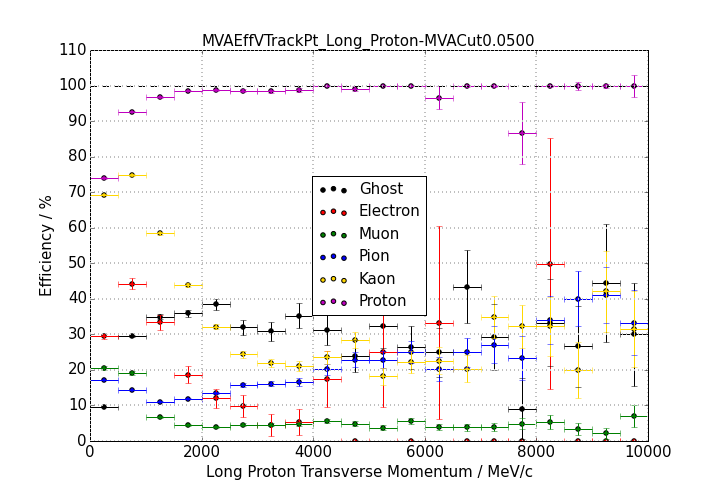 MVAEffVTrackPt_Long_Proton-MVACut0.0500
110
100
90
80
70
60
50
40
30
20
10
0
Efficiency / %
Ghost
Electron
Muon
Pion
Kaon
Proton
0 2000 4000 6000 8000 10000
Long Proton Transverse Momentum / MeV/c